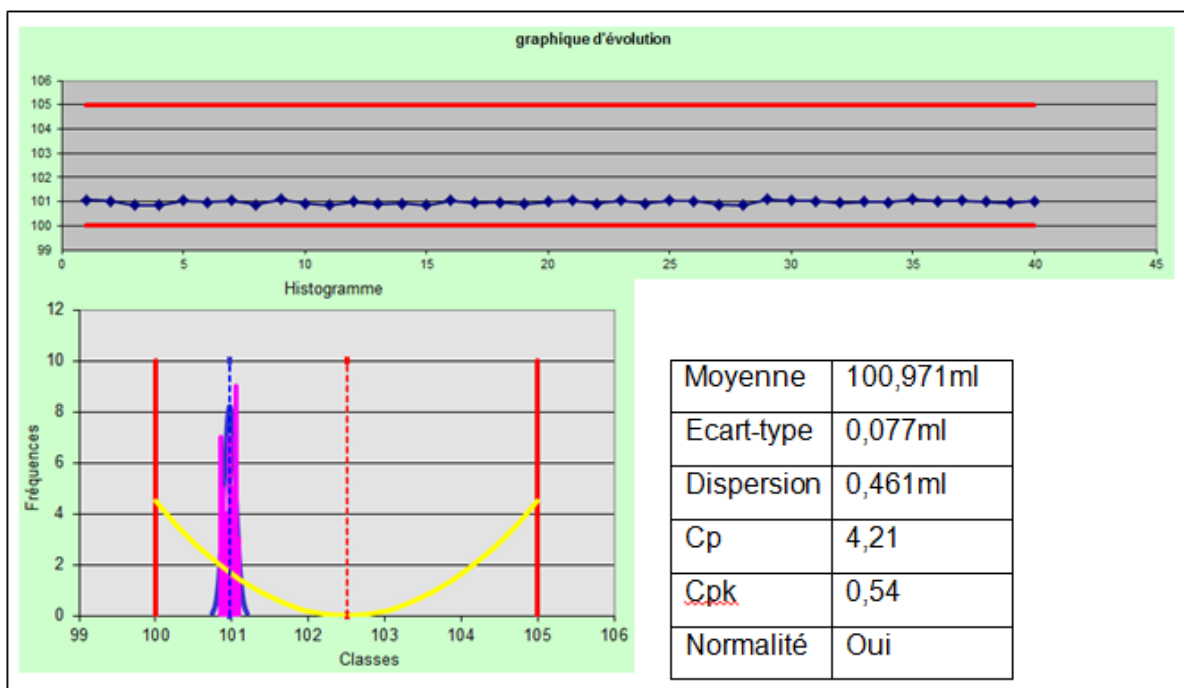 graphique d'évolution
106
105
104
103
102
101
100
99
0 5 10 15 20 25 30 35 40 45
Histogramme
12
10
8
6
4
2
0
99 100 101 102 103 104 105 106
Fréquences
Classes
Moyenne 100,971ml
Ecart-type 0,077ml
Dispersion 0,461ml
Cp 4,21
Cpk 0,54
Normalité Oui